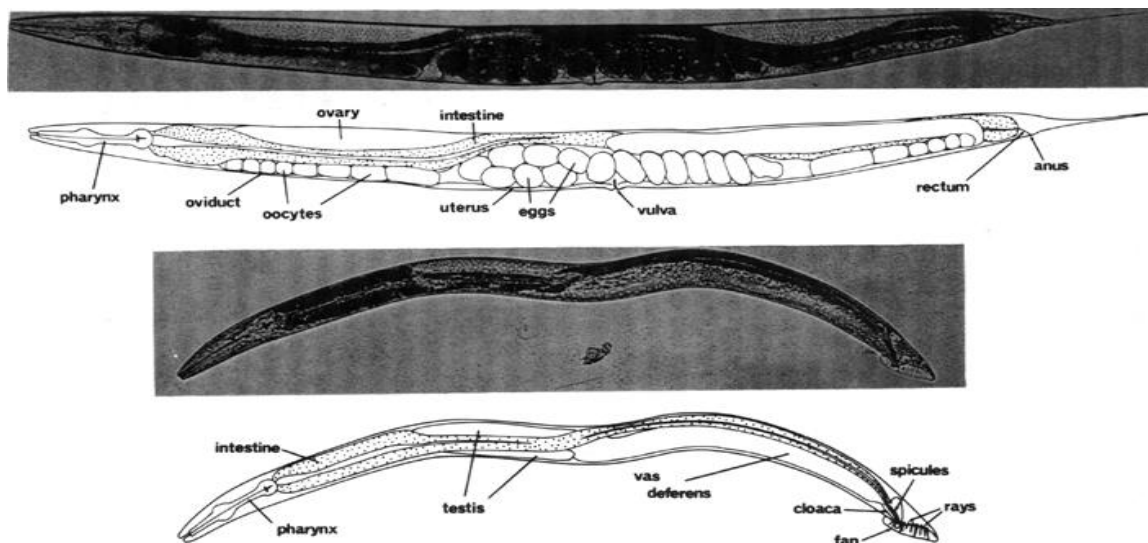 ovary
intestine
pharynx
oviduct
oocytes
uterus
eggs
vulva
rectum
anus
intestine
pharynx
testis
vas
deferens
spicules
cloaca
rays
fan